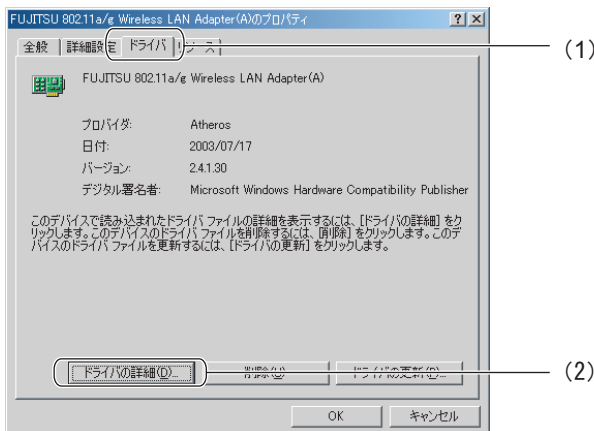 FUJITSU 802.11a/g Wireless LAN Adapter(A)のプロパティ
全般 詳細設定 ドライバ リソース
(1)
FUJITSU 802.11a/g Wireless LAN Adapter(A)
プロバイダ: Atheros
日付: 2003/07/17
バージョン: 2.4.1.30
デジタル署名者: Microsoft Windows Hardware Compatibility Publisher
このデバイスで読み込まれたドライバ ファイルの詳細を表示するには、[ドライバの詳細] をク
リックします。このデバイスのドライバ ファイルを削除するには、[削除] をクリックします。このデ
バイスのドライバ ファイルを更新するには、[ドライバの更新] をクリックします。
ドライバの詳細(D)... 削除(U) ドライバの更新(P)...
(2)
OK キャンセル